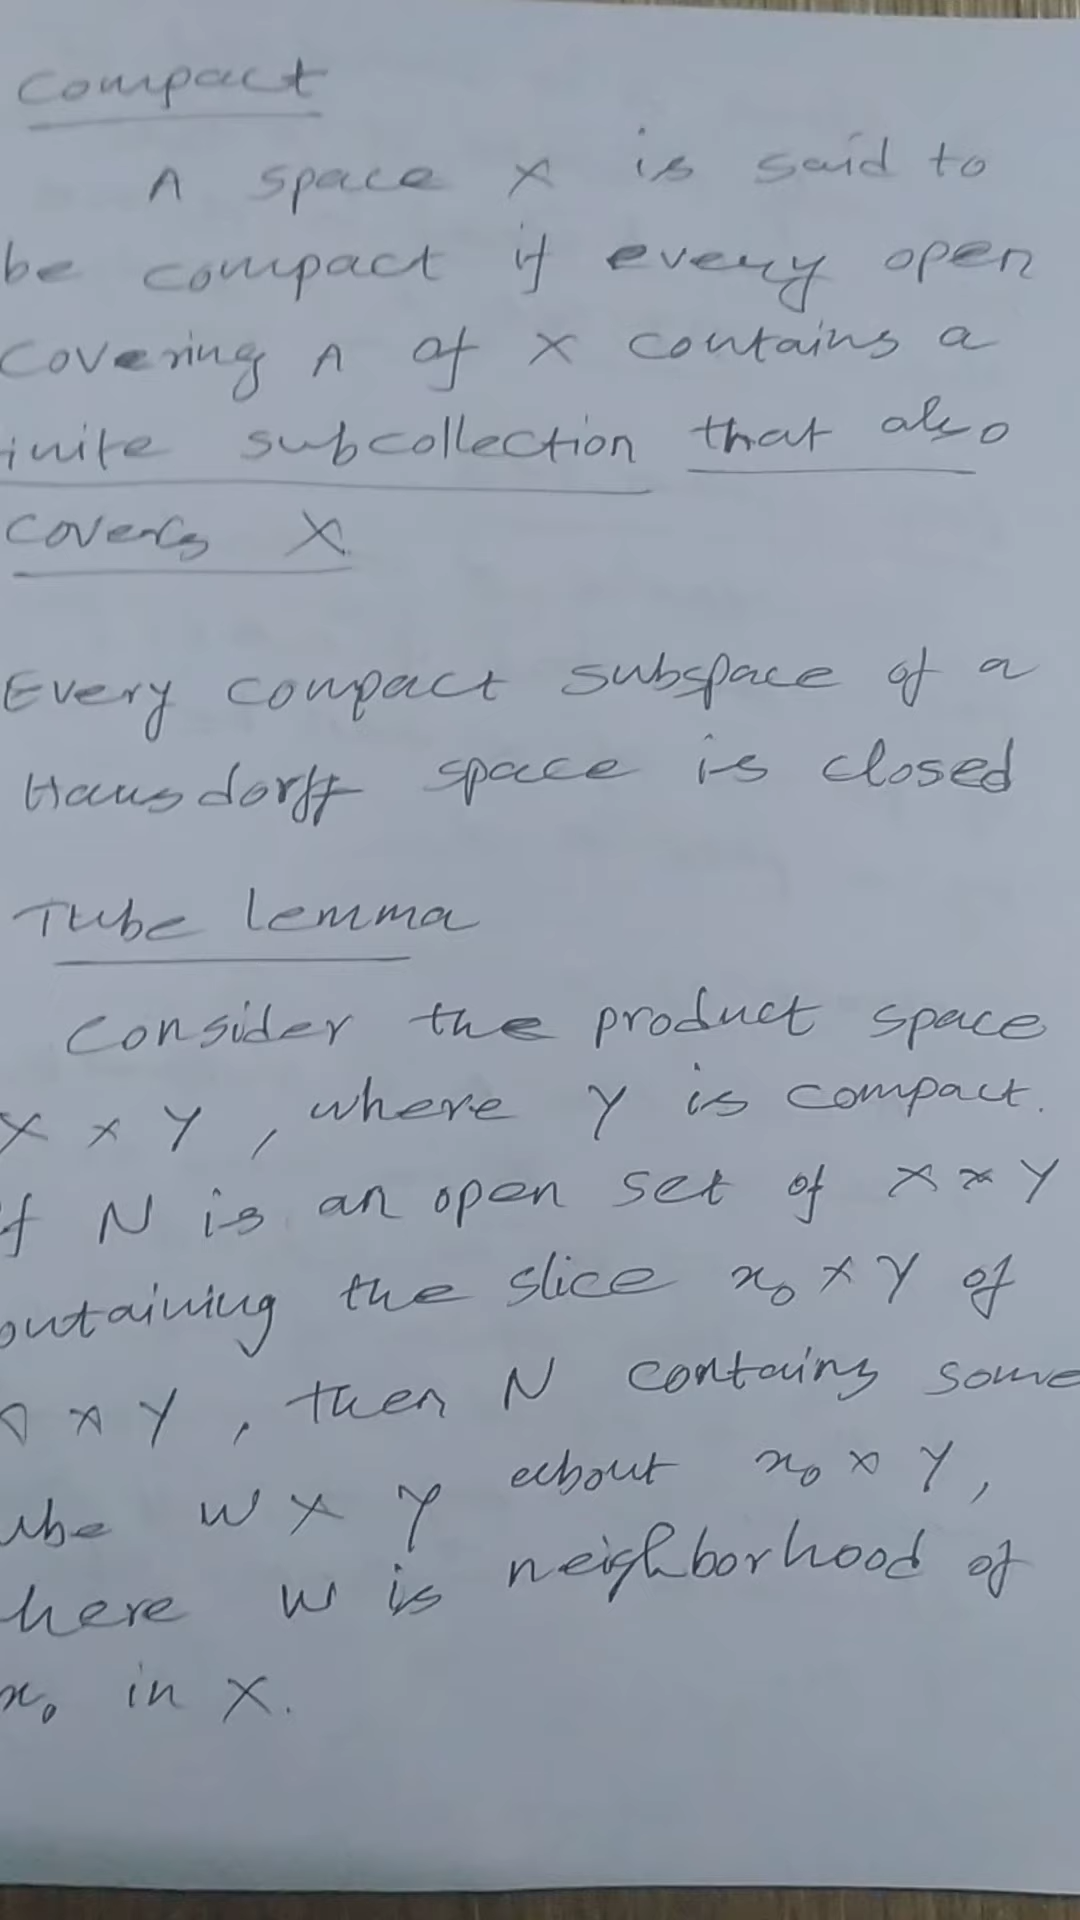 Compact
A space X is said to
be compact if every open
covering A of X contains a
inite subcollection that also
covers X
Every compact subspace of a
Hausdorff space is closed
Tube lemma
Consider the product space
X x Y, where Y is compact.
f N is an open set of X x Y
ontaining the slice x₀ x Y of
X x Y, then N contains some
ube W x Y about x₀ x Y,
here W is neighborhood of
x₀ in X.